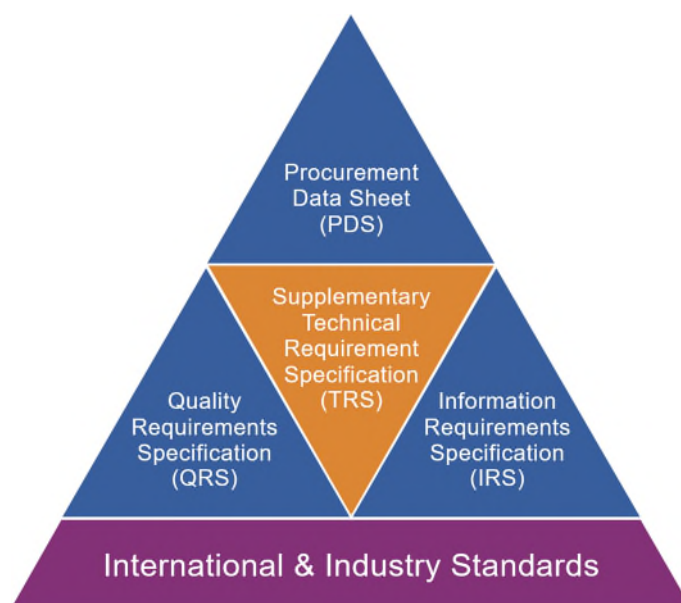 Procurement
Data Sheet
(PDS)
Supplementary
Technical
Requirement
Specification
(TRS)
Quality
Requirements
Specification
(QRS)
Information
Requirements
Specification
(IRS)
International & Industry Standards